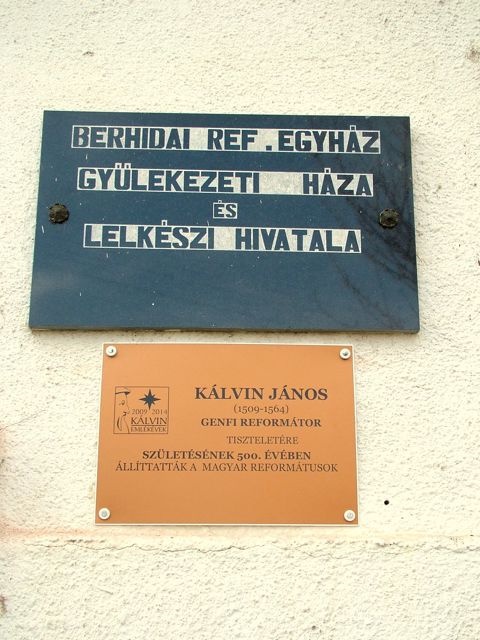 BERHIDAI REF. EGYHÁZ
GYÜLEKEZETI HÁZA
ÉS
LELKÉSZI HIVATALA
2009 2014
KÁLVIN
EMLÉKÉVEK
KÁLVIN JÁNOS
(1509-1564)
GENFI REFORMÁTOR
TISZTELETÉRE
SZÜLETÉSÉNEK 500. ÉVÉBEN
ÁLLÍTTATTÁK A MAGYAR REFORMÁTUSOK